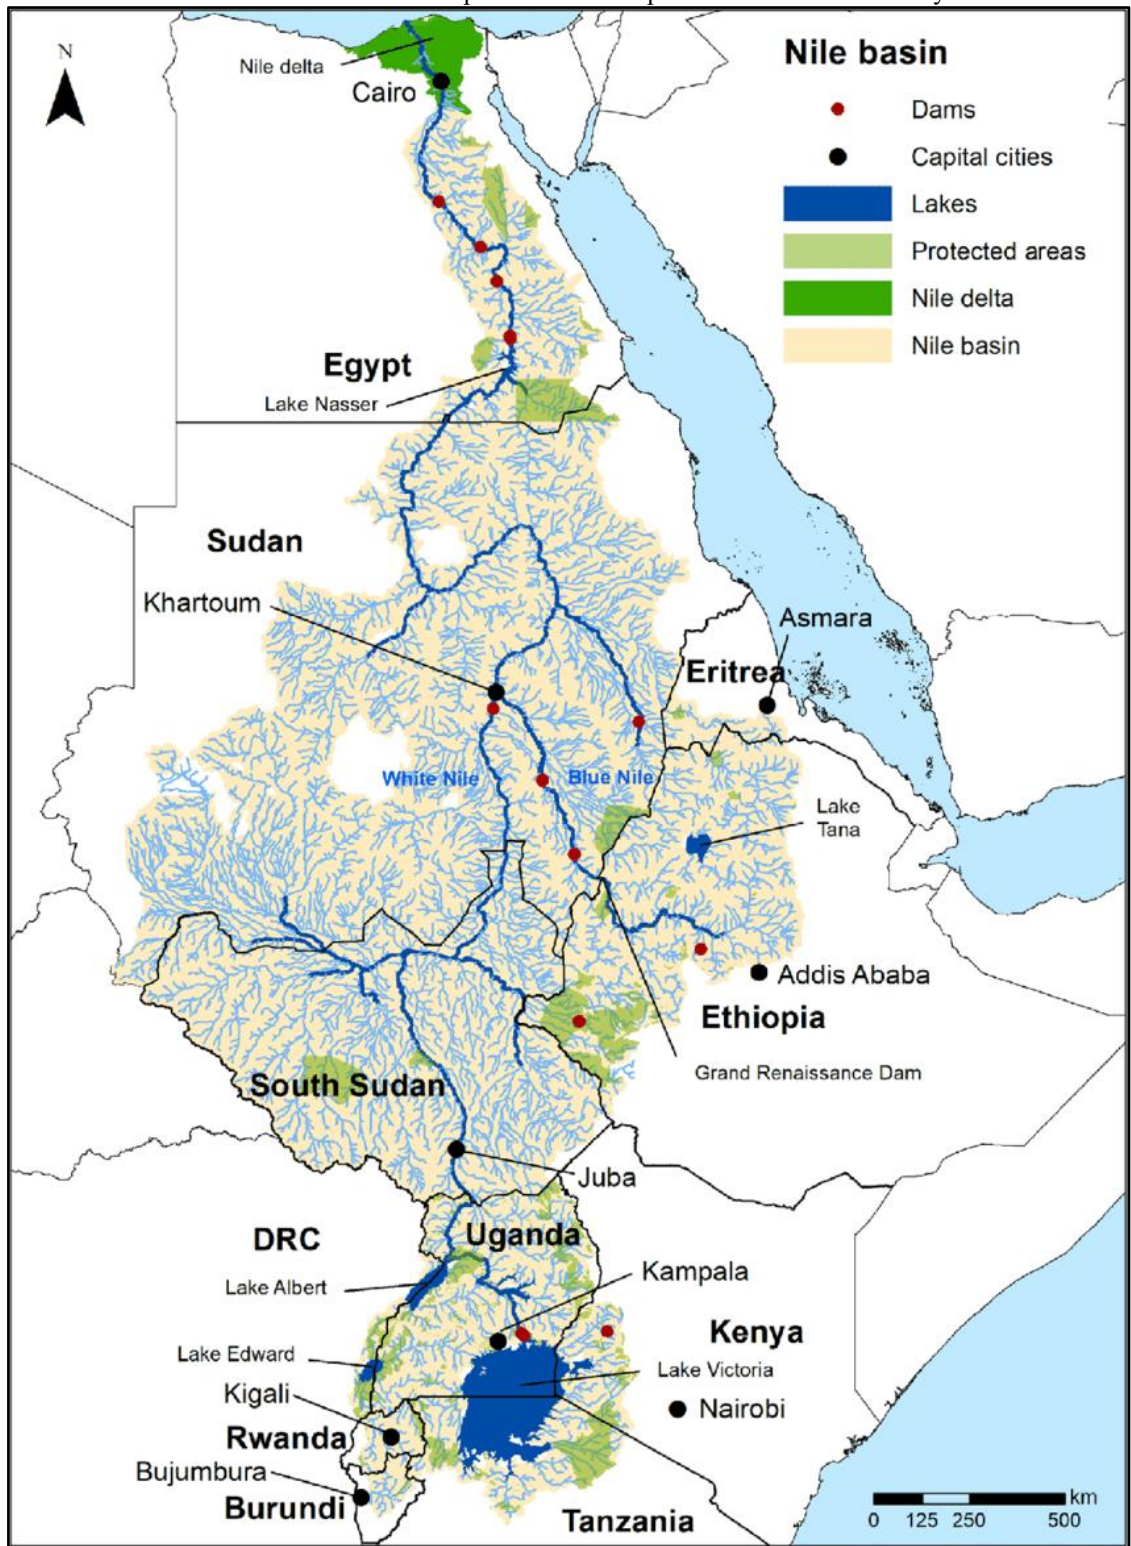 N
Nile delta
Cairo
Nile basin
Dams
Capital cities
Lakes
Protected areas
Nile delta
Nile basin
Egypt
Lake Nasser
Sudan
Khartoum
Asmara
Eritrea
White Nile
Blue Nile
Lake
Tana
Addis Ababa
Ethiopia
Grand Renaissance Dam
South Sudan
Juba
DRC
Uganda
Lake Albert
Kampala
Kenya
Lake Edward
Lake Victoria
Kigali
Nairobi
Rwanda
Bujumbura
Burundi
Tanzania
km
0 125 250 500